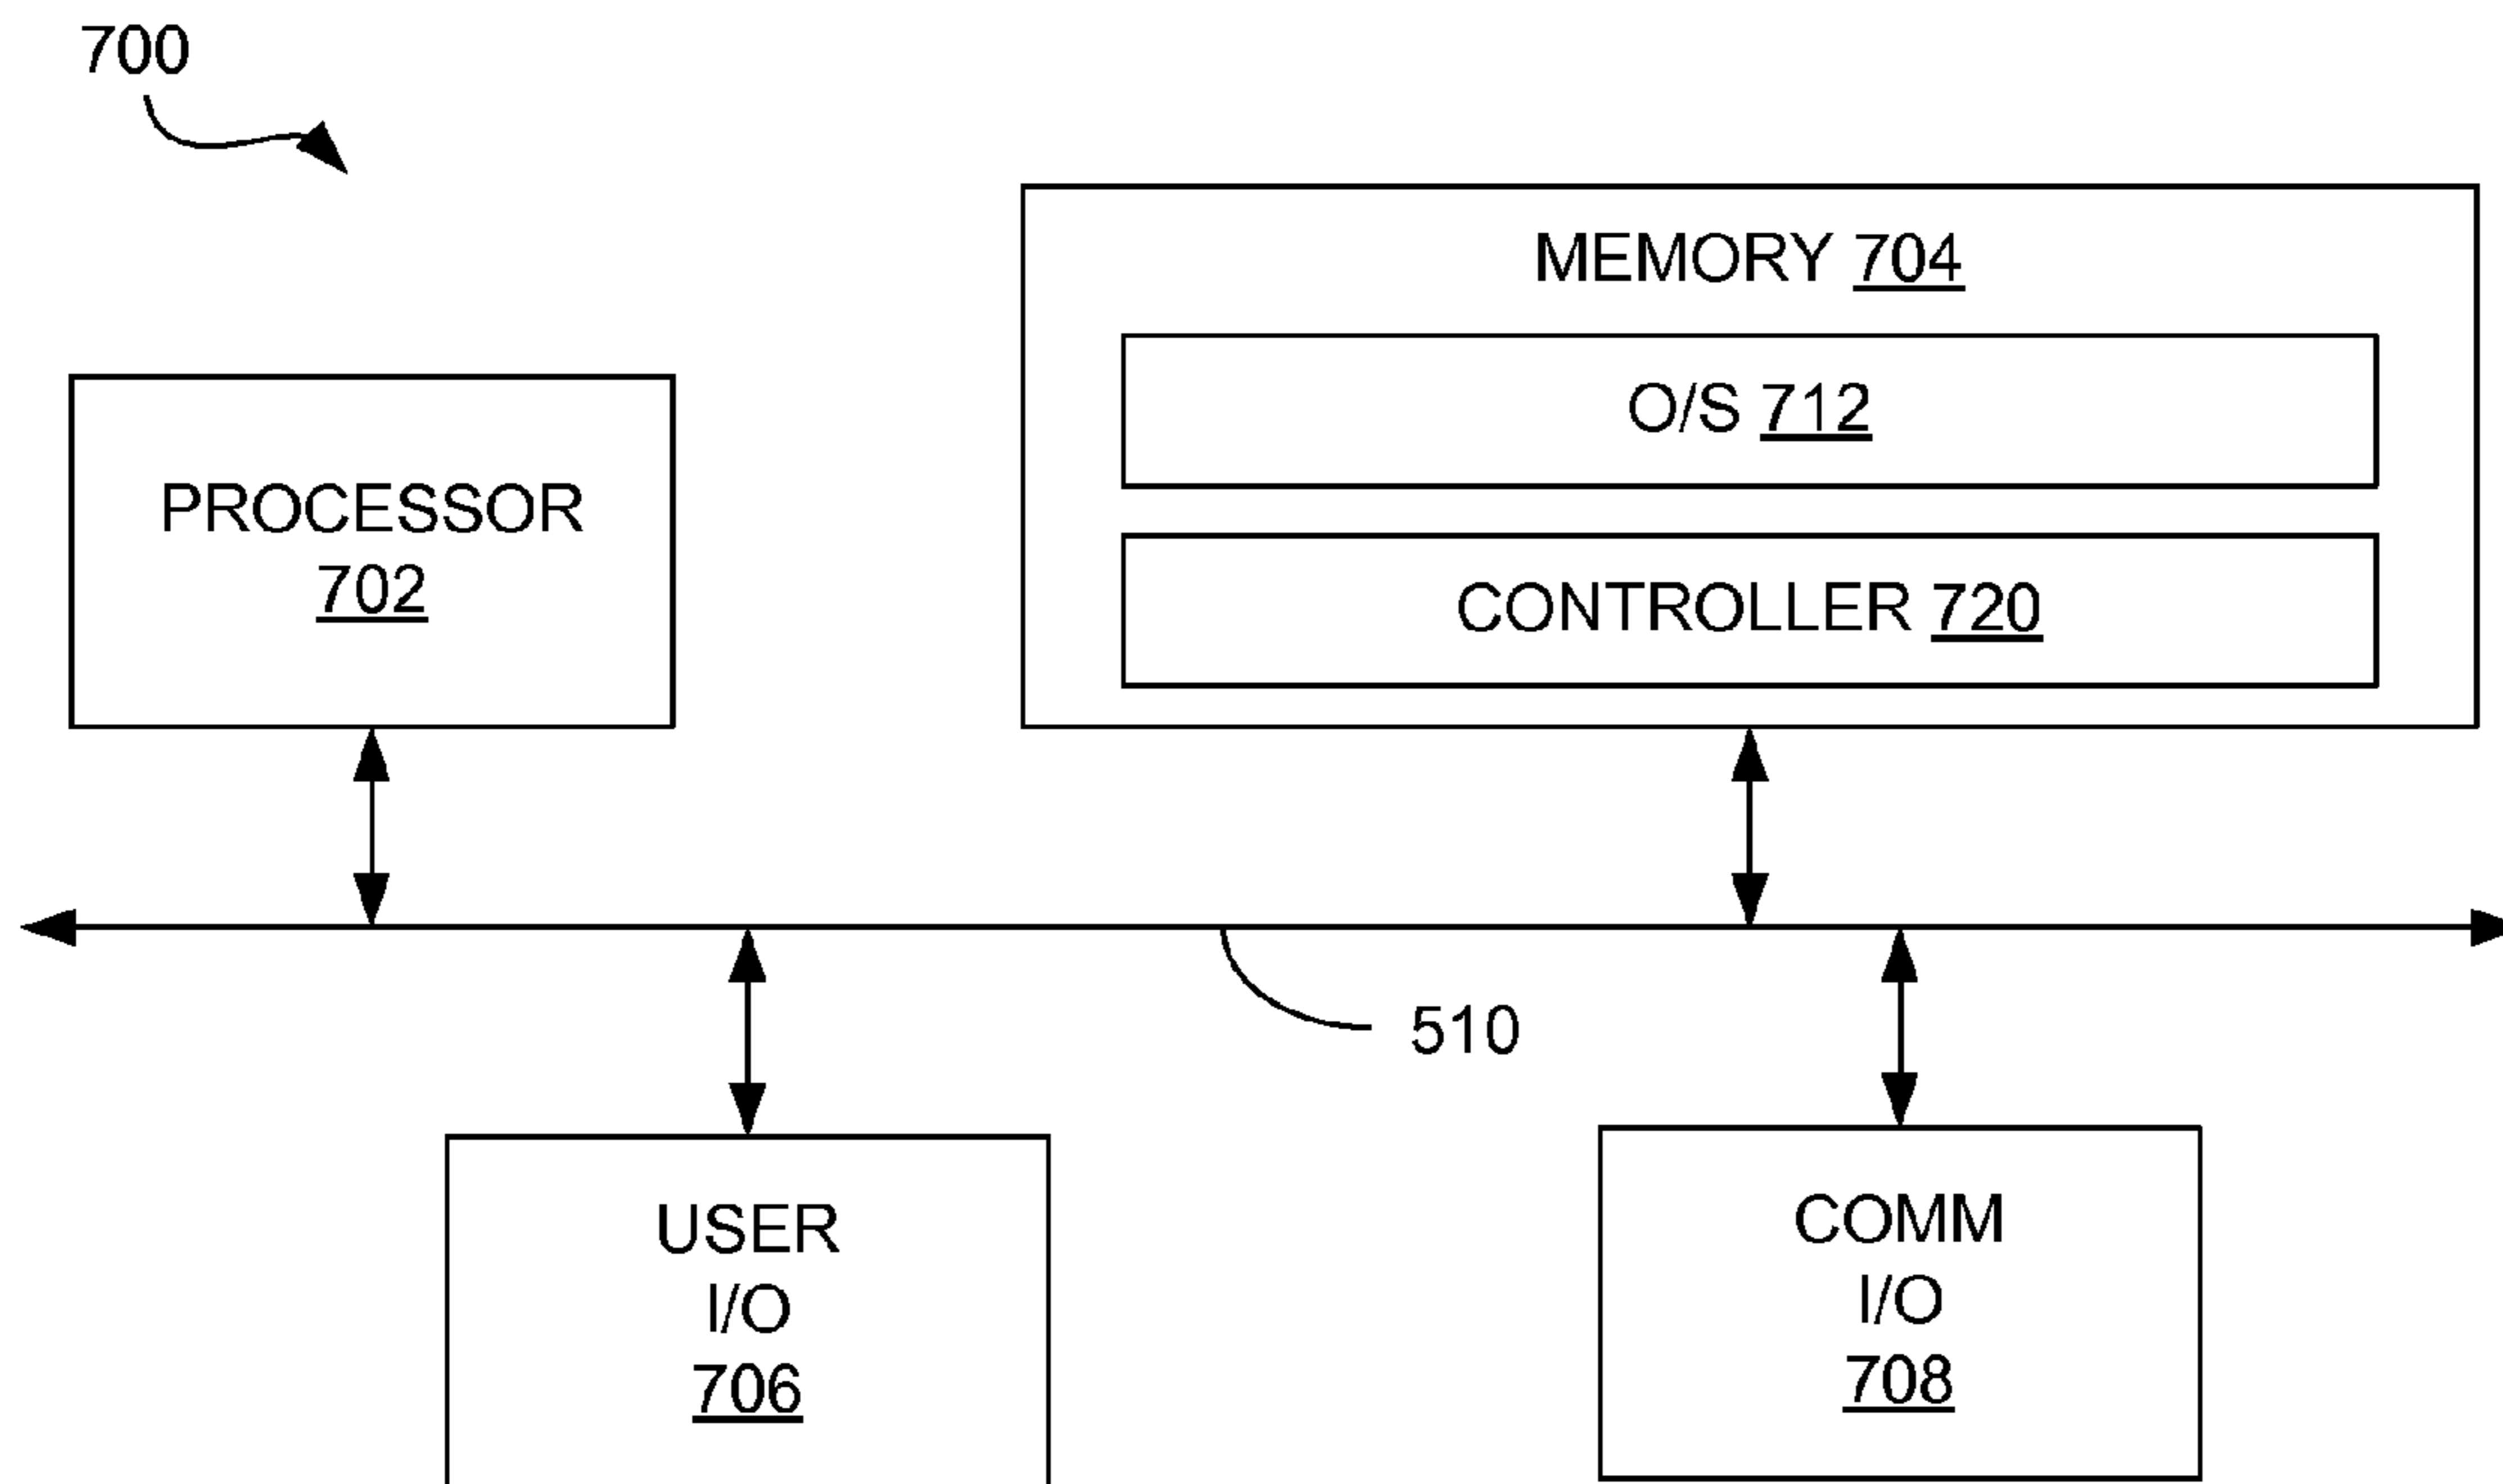 700
MEMORY 704
O/S 712
CONTROLLER 720
PROCESSOR
702
510
USER
I/O
706
COMM
I/O
708